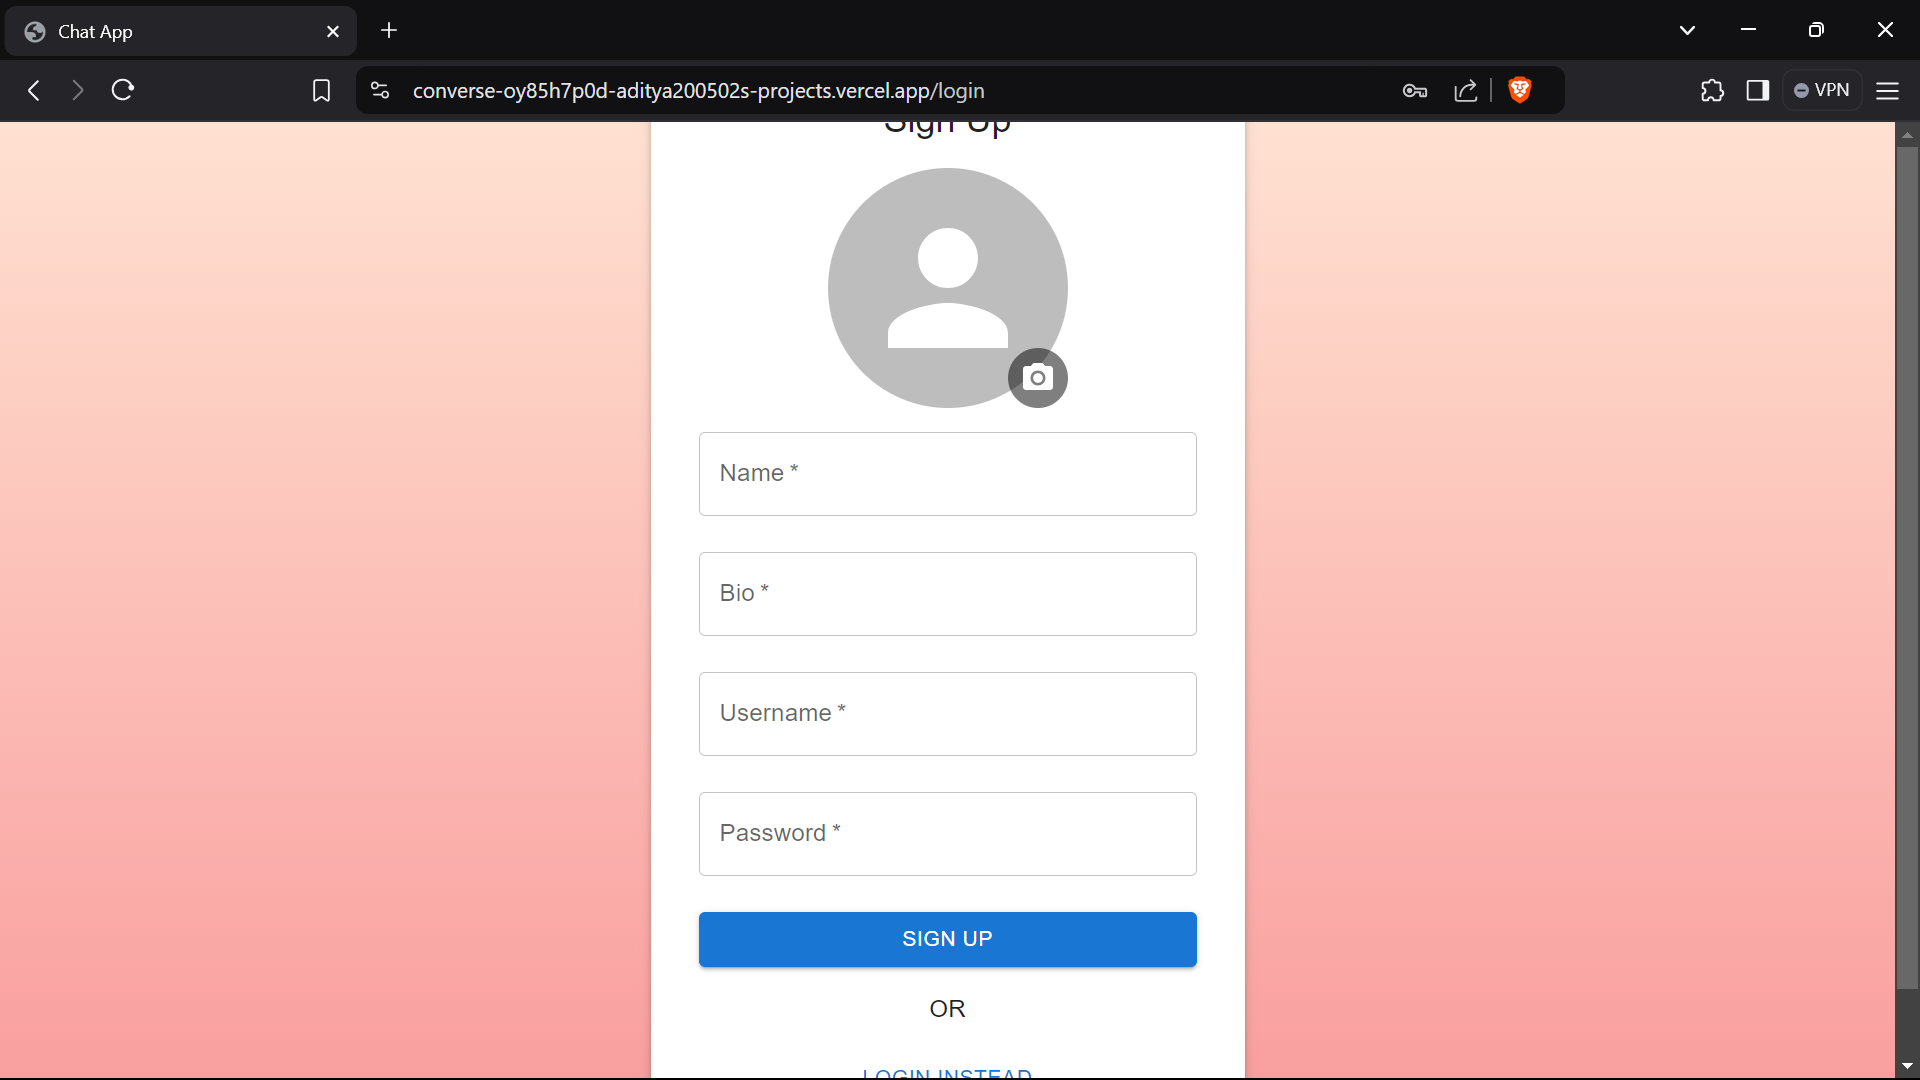 Chat App
converse-oy85h7p0d-aditya200502s-projects.vercel.app/login
VPN
Sign Up
Name *
Bio *
Username *
Password *
SIGN UP
OR
LOGIN INSTEAD